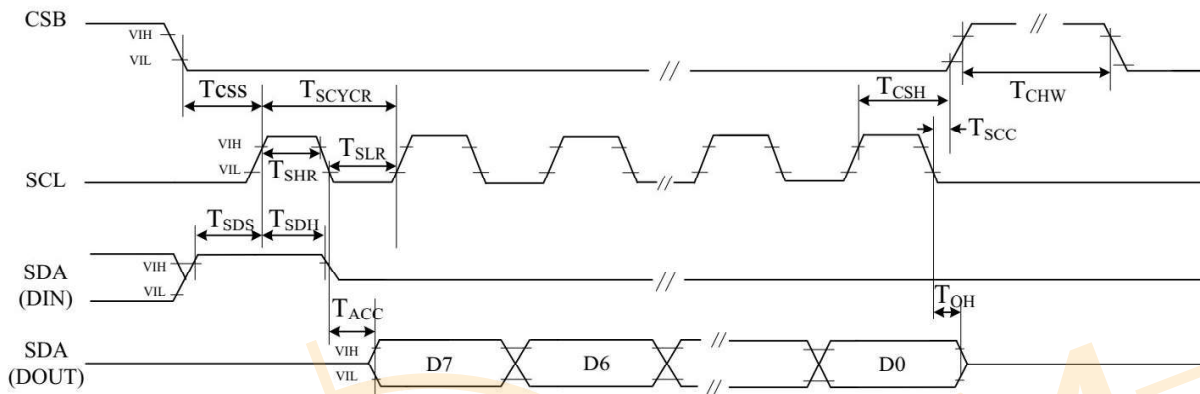 CSB
VIH
VIL
Tcss
TSCYCR
TCSH
TCHW
TSCC
SCL
VIH
VIL
TSHR
TSLR
TSDS
TSDH
SDA
(DIN)
VIH
VIL
TACC
TOH
SDA
(DOUT)
VIH
VIL
D7
D6
D0